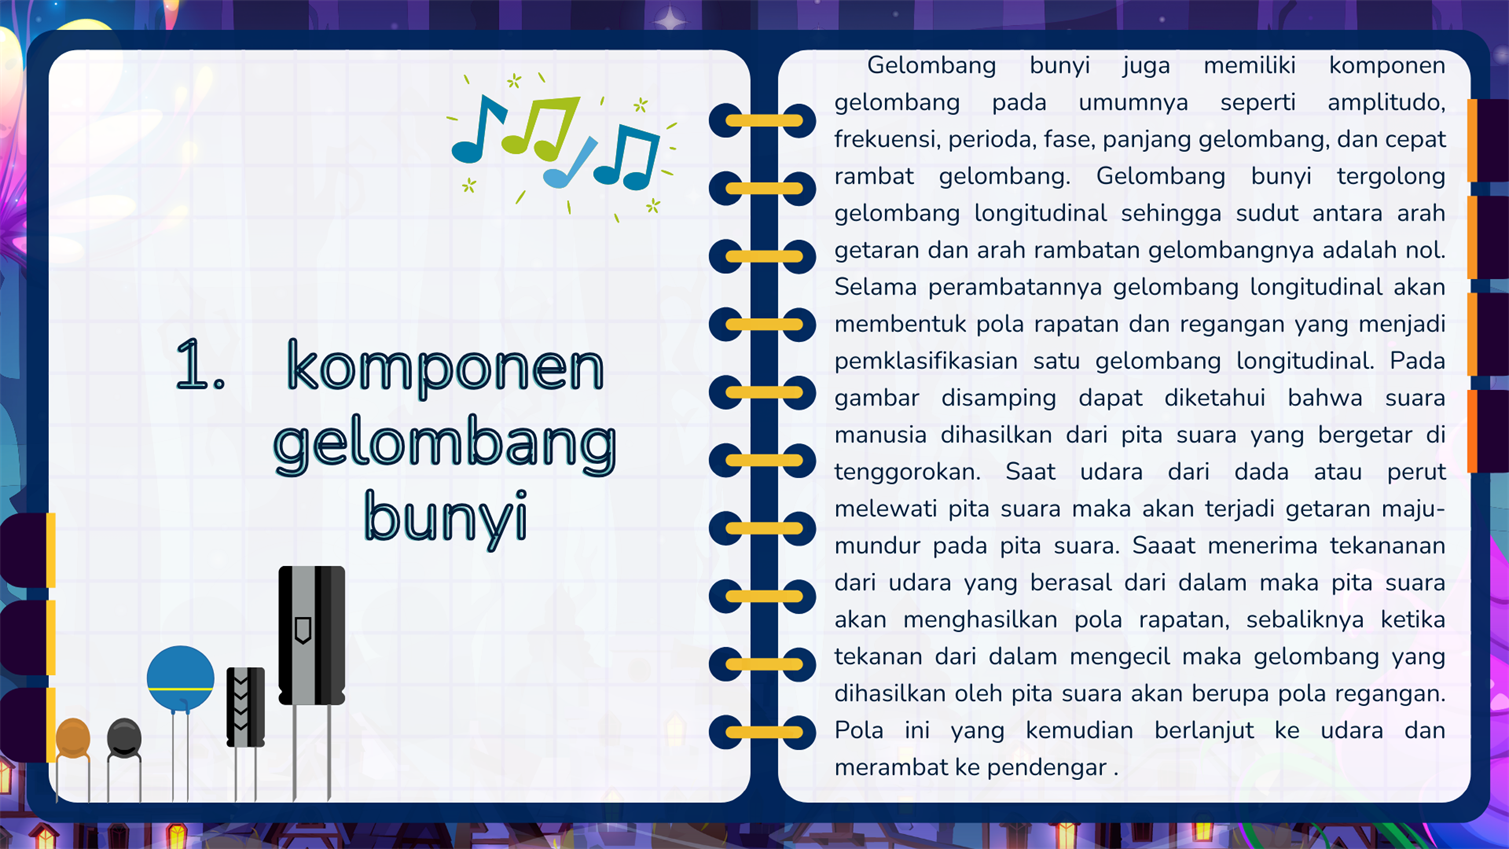 1. komponen
gelombang
bunyi
Gelombang bunyi juga memiliki komponen
gelombang pada umumnya seperti amplitudo,
frekuensi, perioda, fase, panjang gelombang, dan cepat
rambat gelombang. Gelombang bunyi tergolong
gelombang longitudinal sehingga sudut antara arah
getaran dan arah rambatan gelombangnya adalah nol.
Selama perambatannya gelombang longitudinal akan
membentuk pola rapatan dan regangan yang menjadi
pemklasifikasian satu gelombang longitudinal. Pada
gambar disamping dapat diketahui bahwa suara
manusia dihasilkan dari pita suara yang bergetar di
tenggorokan. Saat udara dari dada atau perut
melewati pita suara maka akan terjadi getaran maju-
mundur pada pita suara. Saaat menerima tekananan
dari udara yang berasal dari dalam maka pita suara
akan menghasilkan pola rapatan, sebaliknya ketika
tekanan dari dalam mengecil maka gelombang yang
dihasilkan oleh pita suara akan berupa pola regangan.
Pola ini yang kemudian berlanjut ke udara dan
merambat ke pendengar .